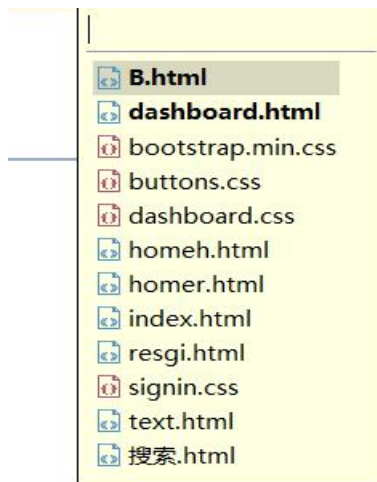 B.html
dashboard.html
bootstrap.min.css
buttons.css
dashboard.css
homeh.html
homer.html
index.html
resgi.html
signin.css
text.html
搜索.html